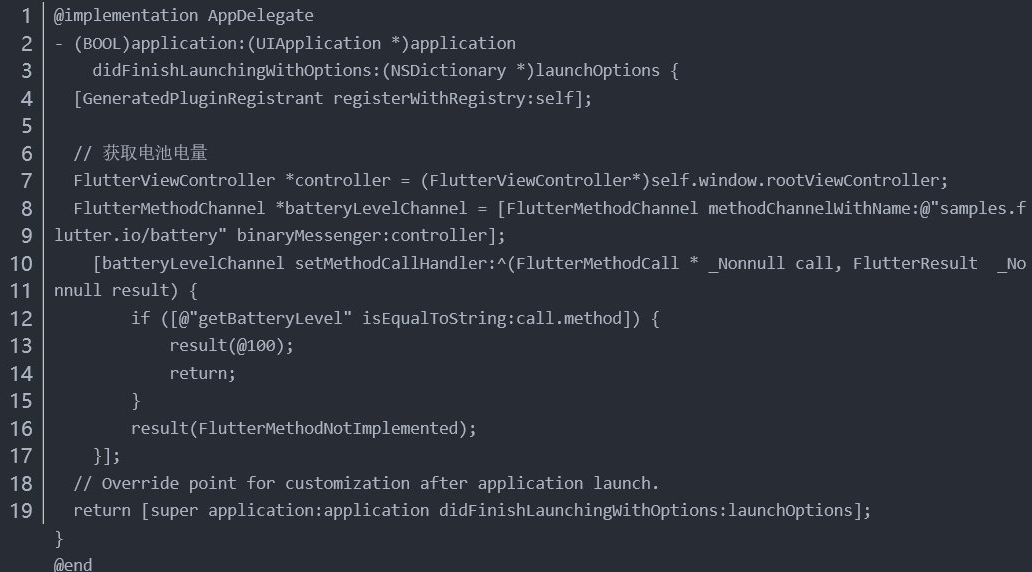 1 @implementation AppDelegate
2 - (BOOL)application:(UIApplication *)application
3     didFinishLaunchingWithOptions:(NSDictionary *)launchOptions {
4   [GeneratedPluginRegistrant registerWithRegistry:self];
5
6   // 获取电池电量
7   FlutterViewController *controller = (FlutterViewController*)self.window.rootViewController;
8   FlutterMethodChannel *batteryLevelChannel = [FlutterMethodChannel methodChannelWithName:@"samples.f
9 lutter.io/battery" binaryMessenger:controller];
10     [batteryLevelChannel setMethodCallHandler:^(FlutterMethodCall * _Nonnull call, FlutterResult  _No
11 nnull result) {
12         if ([@"getBatteryLevel" isEqualToString:call.method]) {
13             result(@100);
14             return;
15         }
16         result(FlutterMethodNotImplemented);
17     }];
18   // Override point for customization after application launch.
19   return [super application:application didFinishLaunchingWithOptions:launchOptions];
}
@end